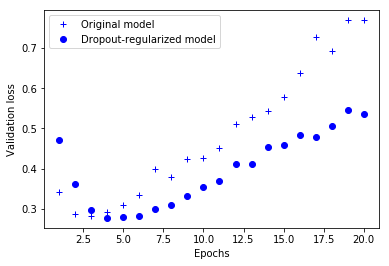 Original model
Dropout-regularized model
Validation loss
0.7
0.6
0.5
0.4
0.3
2.5 5.0 7.5 10.0 12.5 15.0 17.5 20.0
Epochs